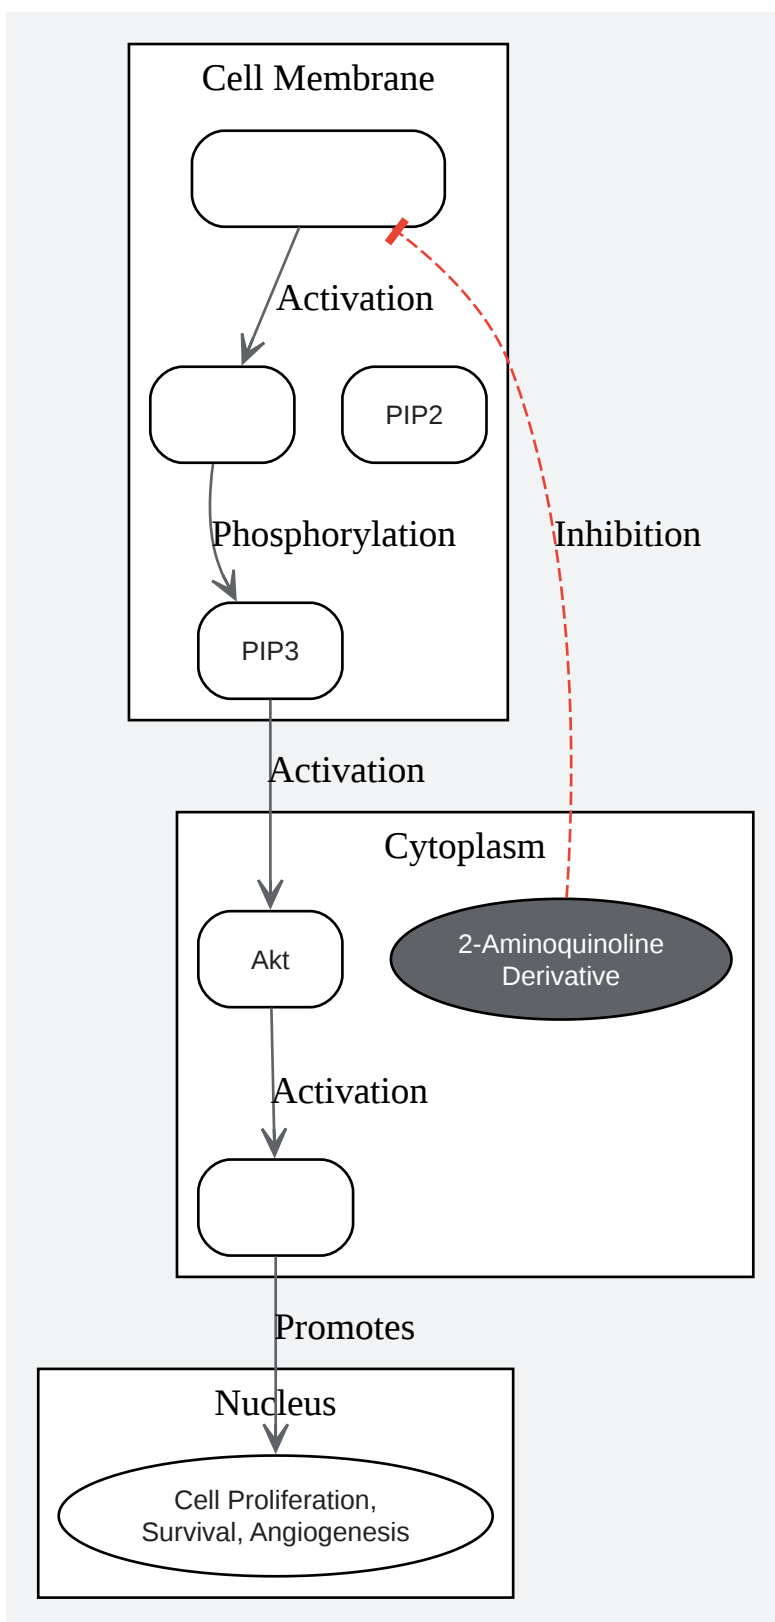 Cell Membrane
Activation
PIP2
Phosphorylation
Inhibition
PIP3
Activation
Cytoplasm
Akt
2-Aminoquinoline
Derivative
Activation
Promotes
Nucleus
Cell Proliferation,
Survival, Angiogenesis